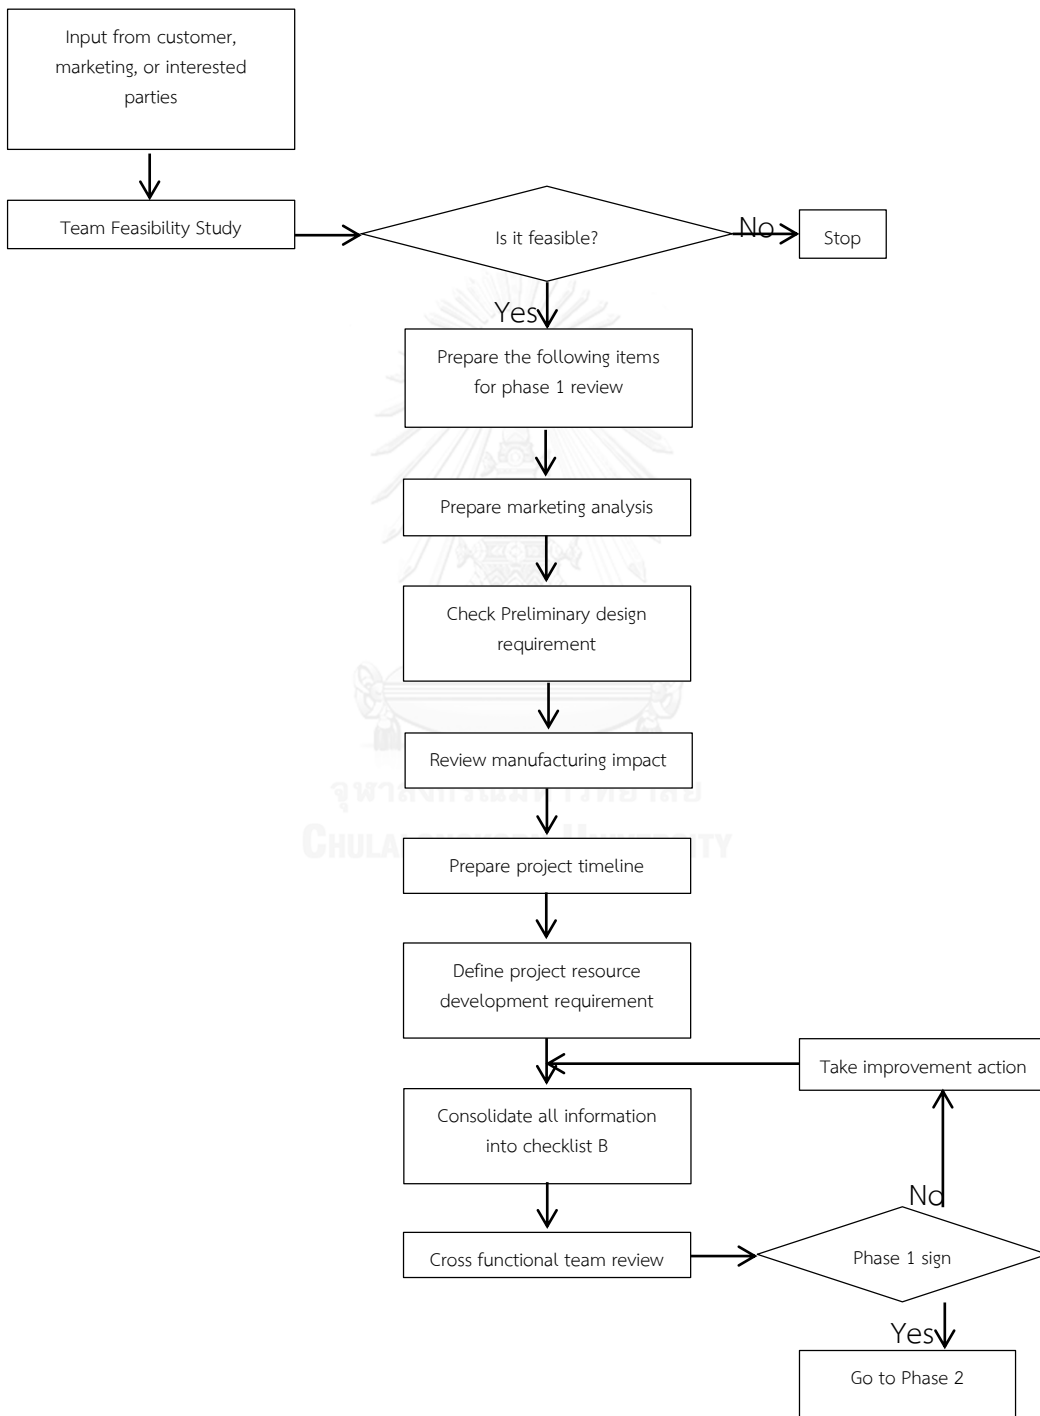 Input from customer,
marketing, or interested
parties
Team Feasibility Study
Is it feasible?
No
Stop
Yes
Prepare the following items
for phase 1 review
Prepare marketing analysis
Check Preliminary design
requirement
Review manufacturing impact
Prepare project timeline
Define project resource
development requirement
Take improvement action
Consolidate all information
into checklist B
No
Cross functional team review
Phase 1 sign
Yes
Go to Phase 2